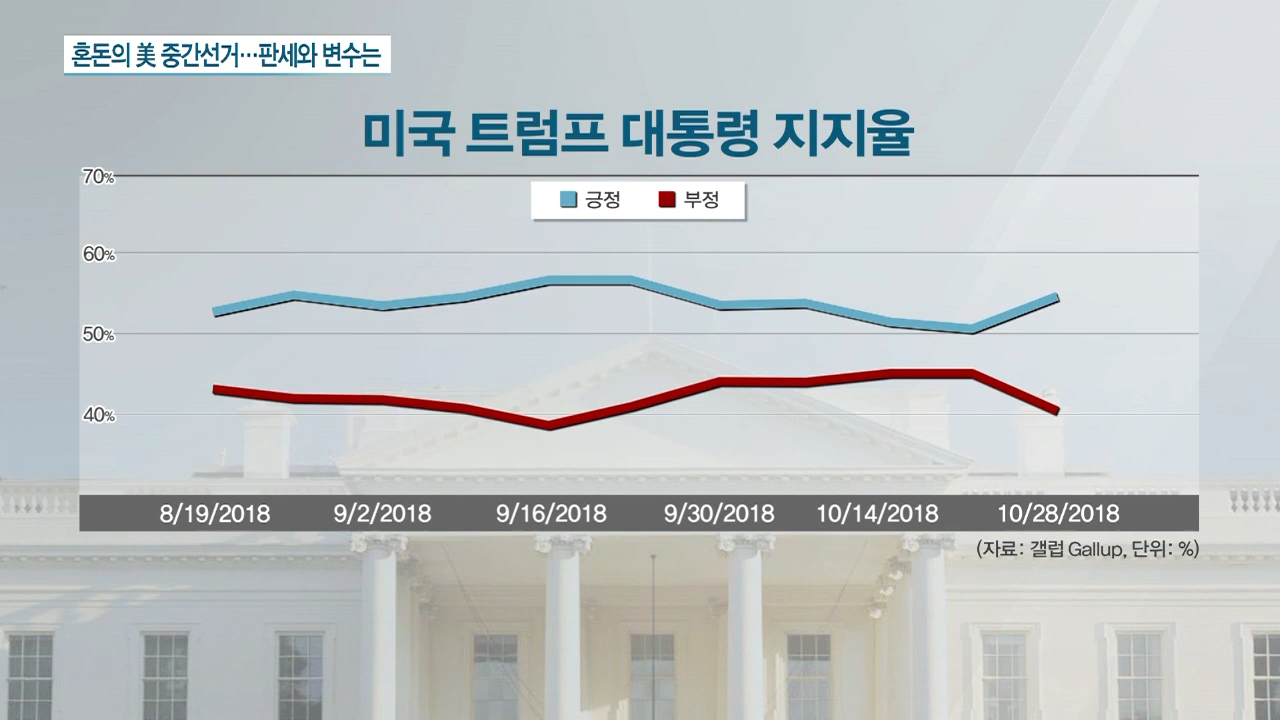 혼돈의 美 중간선거…판세와 변수는
미국 트럼프 대통령 지지율
70%
긍정 부정
60%
50%
40%
8/19/2018 9/2/2018 9/16/2018 9/30/2018 10/14/2018 10/28/2018
(자료: 갤럽 Gallup, 단위: %)